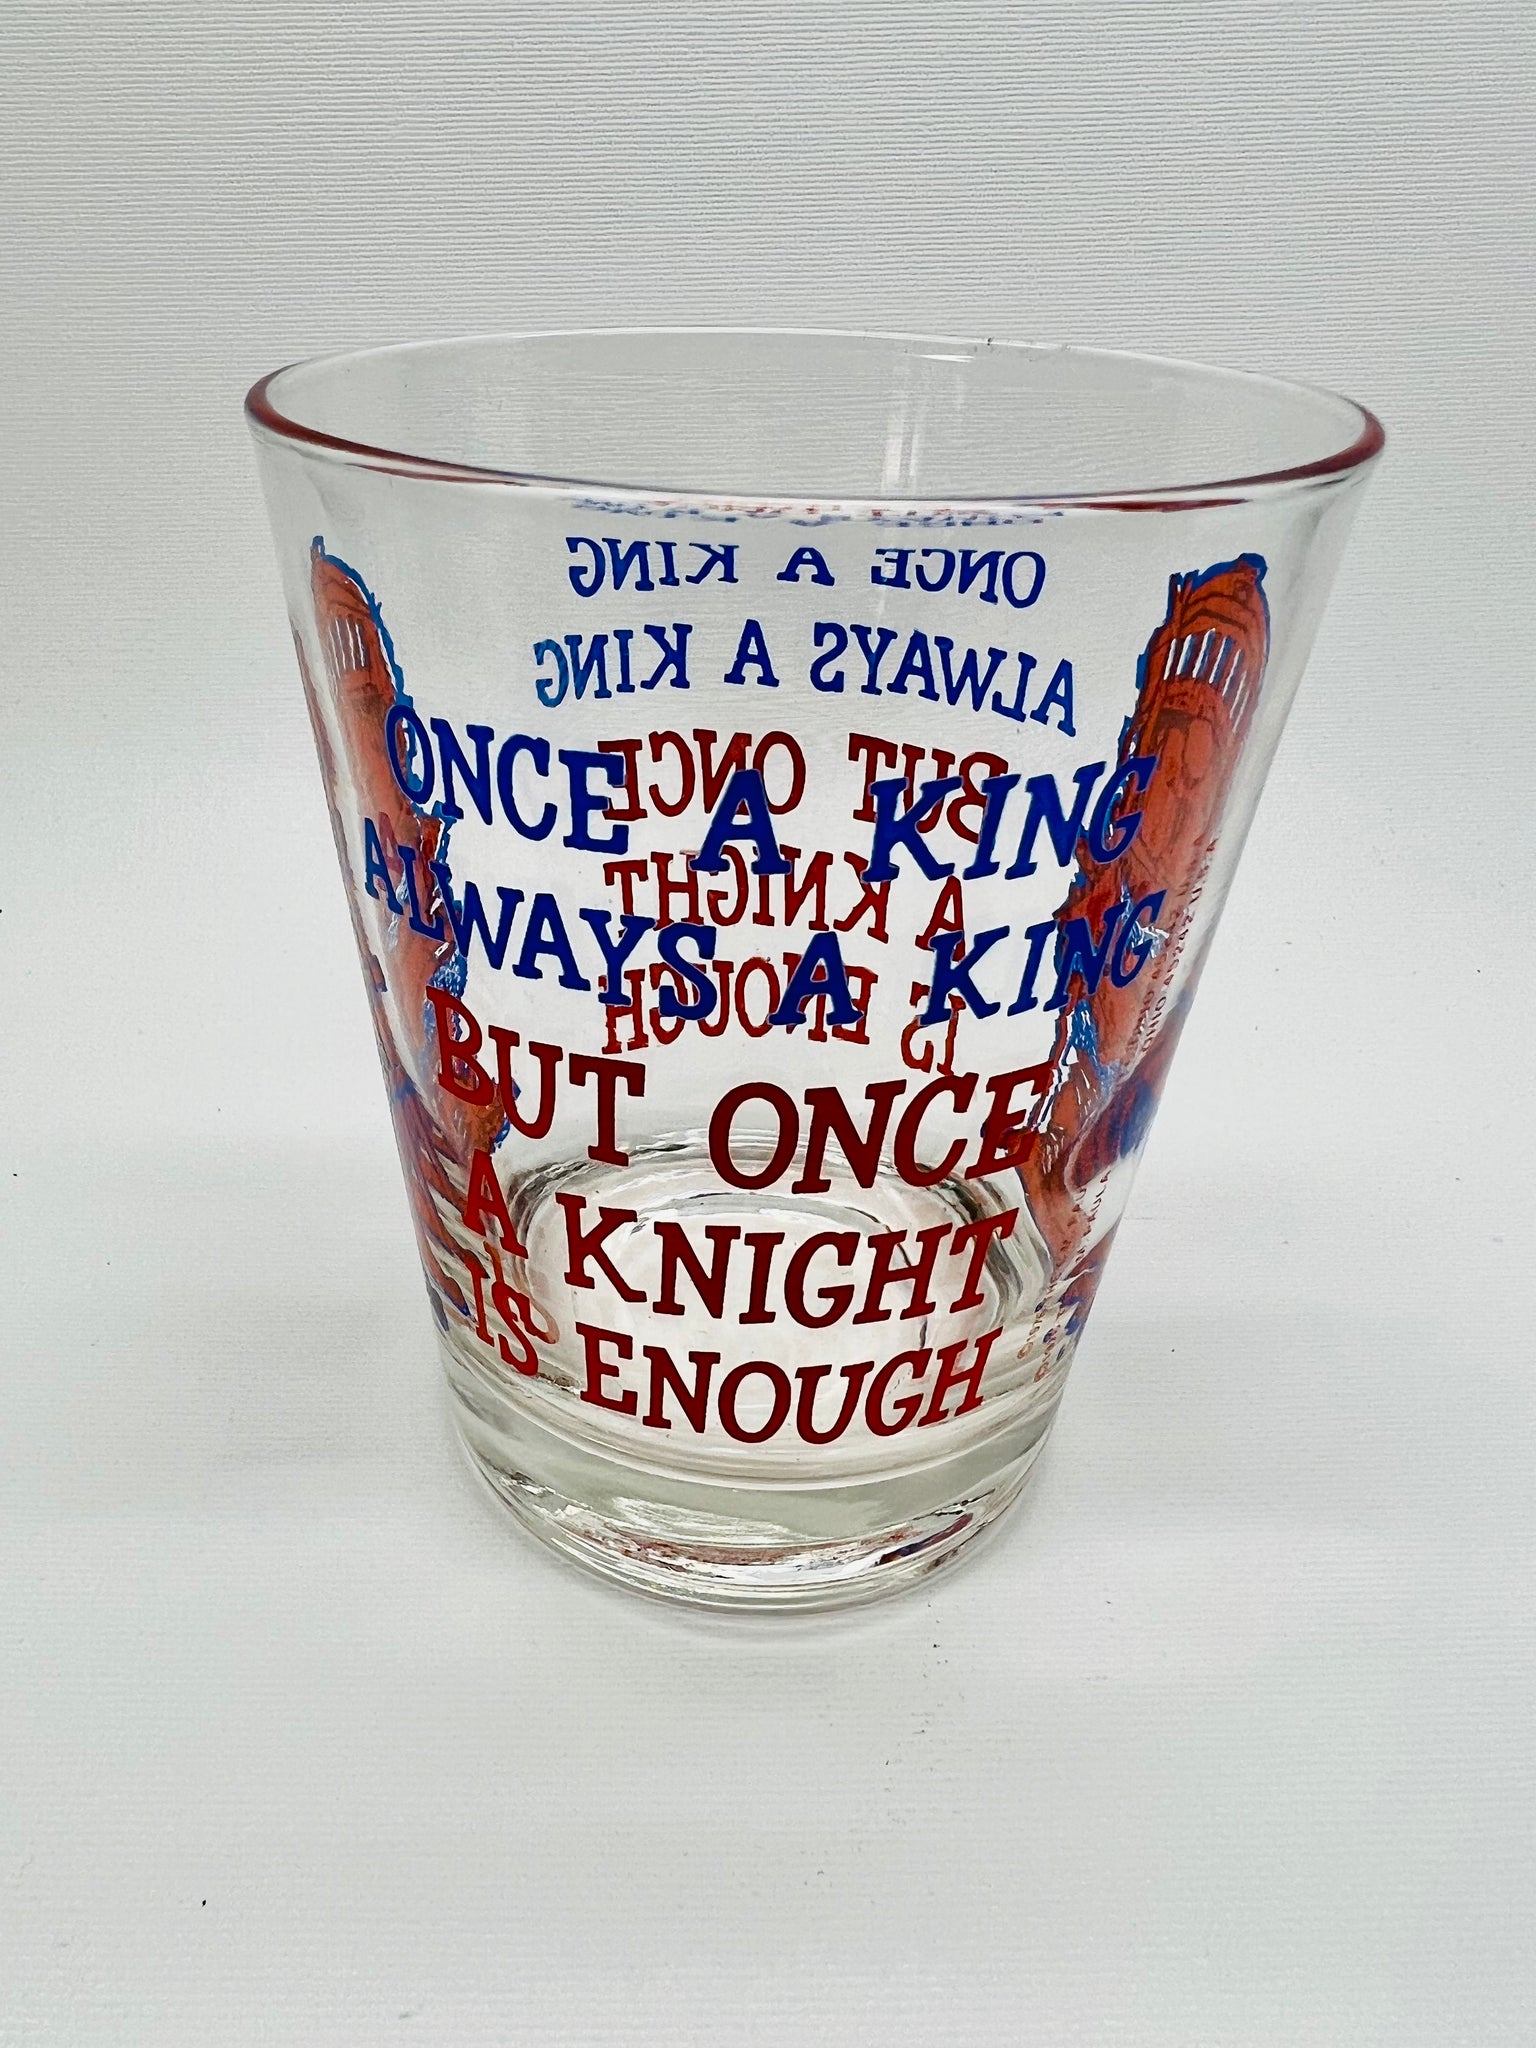 ONCE A KING
ALWAYS A KING
BUT ONCE
A KNIGHT
IS ENOUGH
ONCE A KING
ALWAYS A KING
BUT ONCE
A KNIGHT
IS ENOUGH